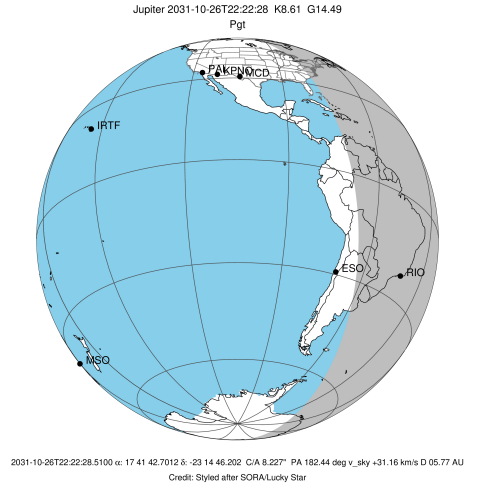 Jupiter 2031-10-26T22:22:28 K8.61 G14.49
Pgt
PAL KPNO MCD
IRTF
ESO
RIO
MSO
2031-10-26T22:22:28.5100 α: 17 41 42.7012 δ: -23 14 46.202 C/A 8.227" PA 182.44 deg v_sky +31.16 km/s D 05.77 AU
Credit: Styled after SORA/Lucky Star